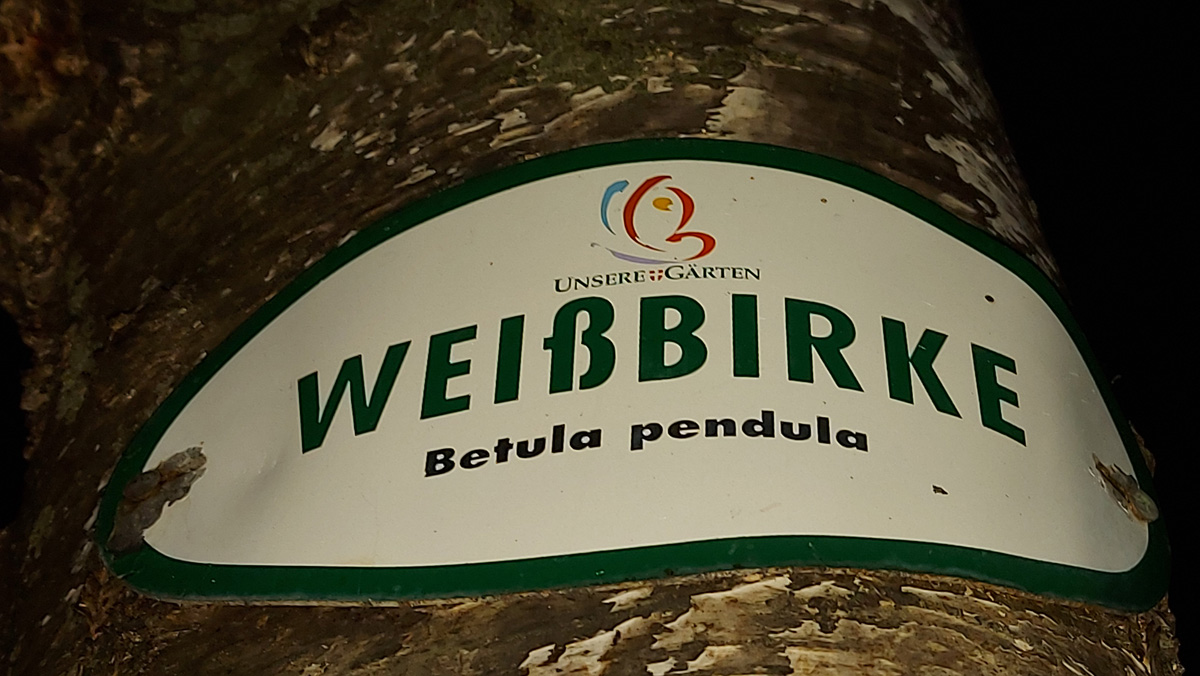 UNSERE GÄRTEN
WEIßBIRKE
Betula pendula